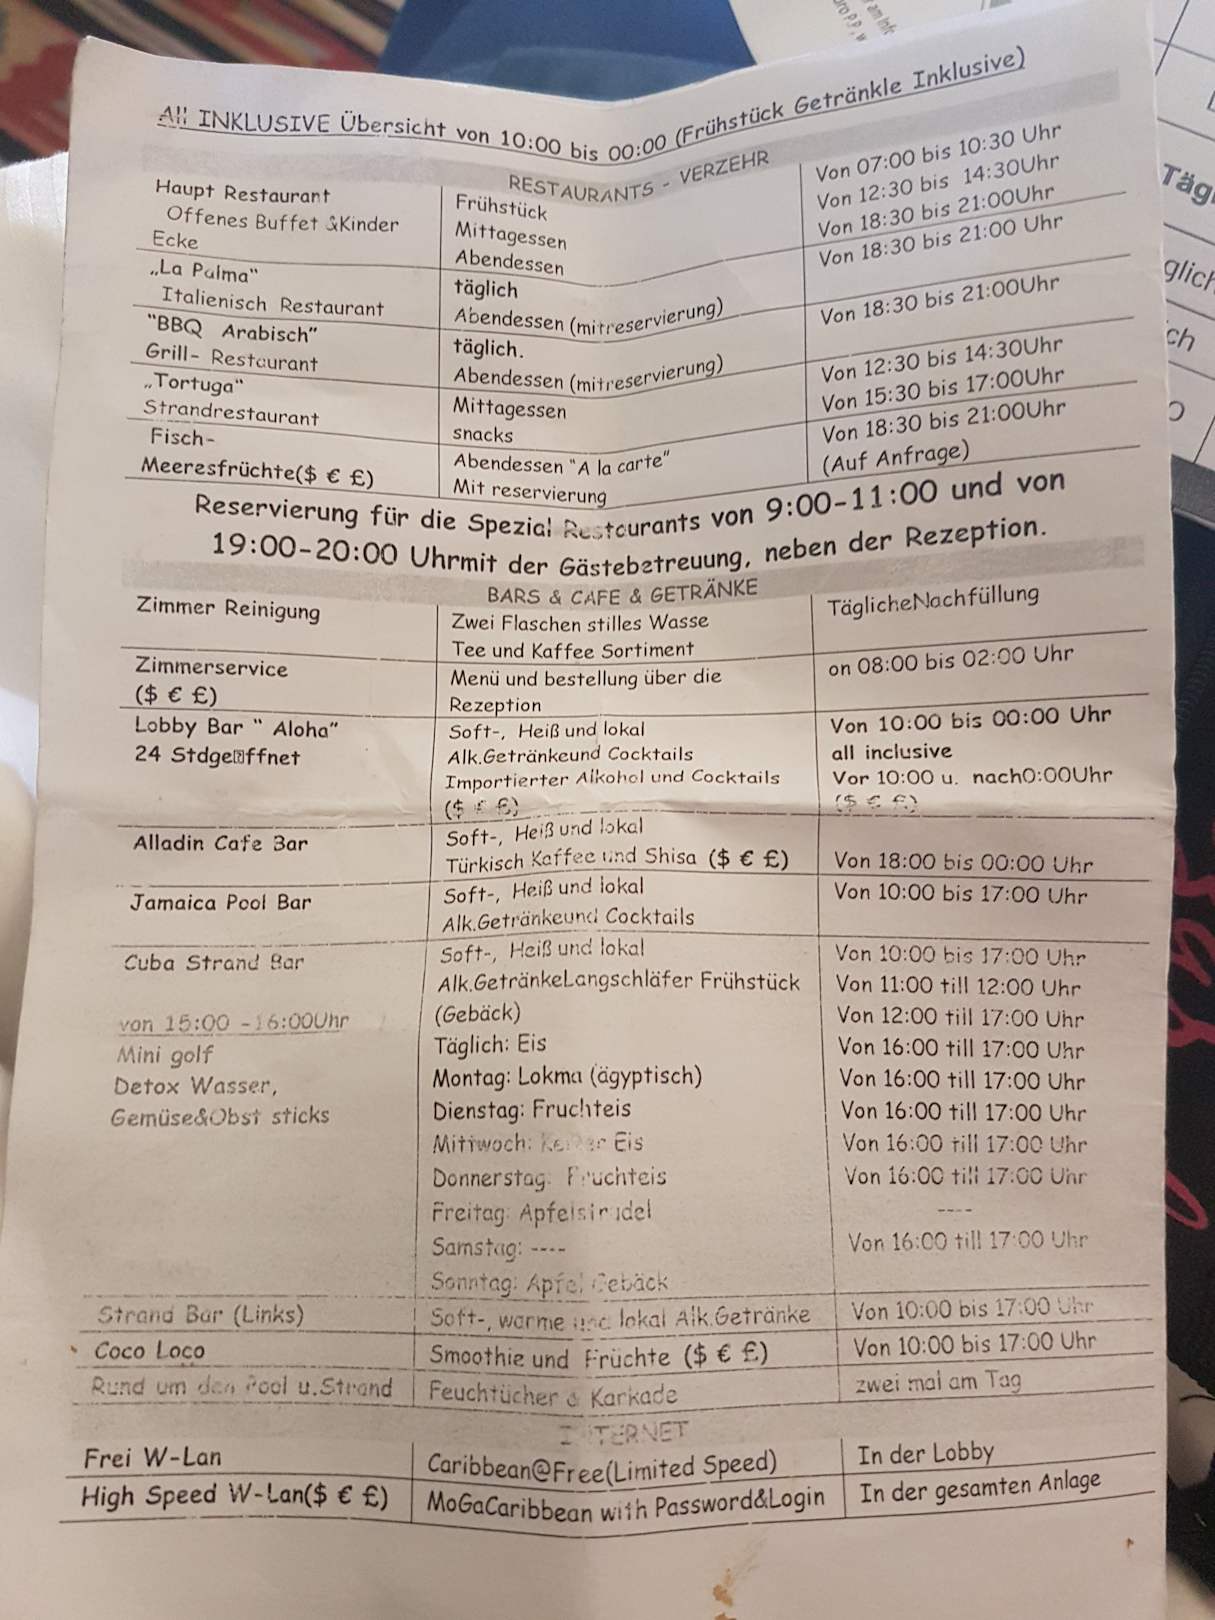 All INKLUSIVE Übersicht von 10:00 bis 00:00 (Frühstück Getränkle Inklusive)
RESTAURANTS - VERZEHR
Haupt Restaurant
Offenes Buffet &Kinder
Ecke
Frühstück
Mittagessen
Abendessen
Von 07:00 bis 10:30 Uhr
Von 12:30 bis 14:30Uhr
Von 18:30 bis 21:00Uhr
„La Palma“
Italienisch Restaurant
täglich
Abendessen (mitreservierung)
Von 18:30 bis 21:00 Uhr
"BBQ Arabisch"
Grill- Restaurant
täglich.
Abendessen (mitreservierung)
Von 18:30 bis 21:00Uhr
„Tortuga“
Strandrestaurant
Mittagessen
snacks
Von 12:30 bis 14:30Uhr
Von 15:30 bis 17:00Uhr
Fisch-
Meeresfrüchte($ € £)
Abendessen "A la carte"
Mit reservierung
Von 18:30 bis 21:00Uhr
(Auf Anfrage)
Reservierung für die Spezial Restaurants von 9:00-11:00 und von
19:00-20:00 Uhrmit der Gästebetreuung, neben der Rezeption.
BARS & CAFE & GETRÄNKE
Zimmer Reinigung
Zwei Flaschen stilles Wasse
Tee und Kaffee Sortiment
TäglicheNachfüllung
Zimmerservice
($ € £)
Menü und bestellung über die
Rezeption
on 08:00 bis 02:00 Uhr
Lobby Bar " Aloha"
24 Stdge⍰ffnet
Soft-, Heiß und lokal
Alk.Getränkeund Cocktails
Importierter Alkohol und Cocktails
($ € £)
Von 10:00 bis 00:00 Uhr
all inclusive
Vor 10:00 u. nach0:00Uhr
($ € £)
Alladin Cafe Bar
Soft-, Heiß und lokal
Türkisch Kaffee und Shisa ($ € £)
Von 18:00 bis 00:00 Uhr
Jamaica Pool Bar
Soft-, Heiß und lokal
Alk.Getränkeund Cocktails
Von 10:00 bis 17:00 Uhr
Cuba Strand Bar
von 15:00 -16:00Uhr
Mini golf
Detox Wasser,
Gemüse&Obst sticks
Soft-, Heiß und lokal
Alk.GetränkeLangschläfer Frühstück
(Gebäck)
Täglich: Eis
Montag: Lokma (ägyptisch)
Dienstag: Fruchteis
Mittwoch: Eis
Donnerstag: Fruchteis
Freitag: Apfelstrudel
Samstag: ----
Sonntag: Apfel Gebäck
Von 10:00 bis 17:00 Uhr
Von 11:00 till 12:00 Uhr
Von 12:00 till 17:00 Uhr
Von 16:00 till 17:00 Uhr
Von 16:00 till 17:00 Uhr
Von 16:00 till 17:00 Uhr
Von 16:00 till 17:00 Uhr
Von 16:00 till 17:00 Uhr
----
Von 16:00 till 17:00 Uhr
Strand Bar (Links)
Soft-, warme und lokal Alk.Getränke
Von 10:00 bis 17:00 Uhr
Coco Loco
Smoothie und Früchte ($ € £)
Von 10:00 bis 17:00 Uhr
Rund um den Pool u.Strand
Feuchtücher & Karkade
zwei mal am Tag
INTERNET
Frei W-Lan
Caribbean@Free(Limited Speed)
In der Lobby
High Speed W-Lan($ € £)
MoGaCaribbean with Password&Login
In der gesamten Anlage